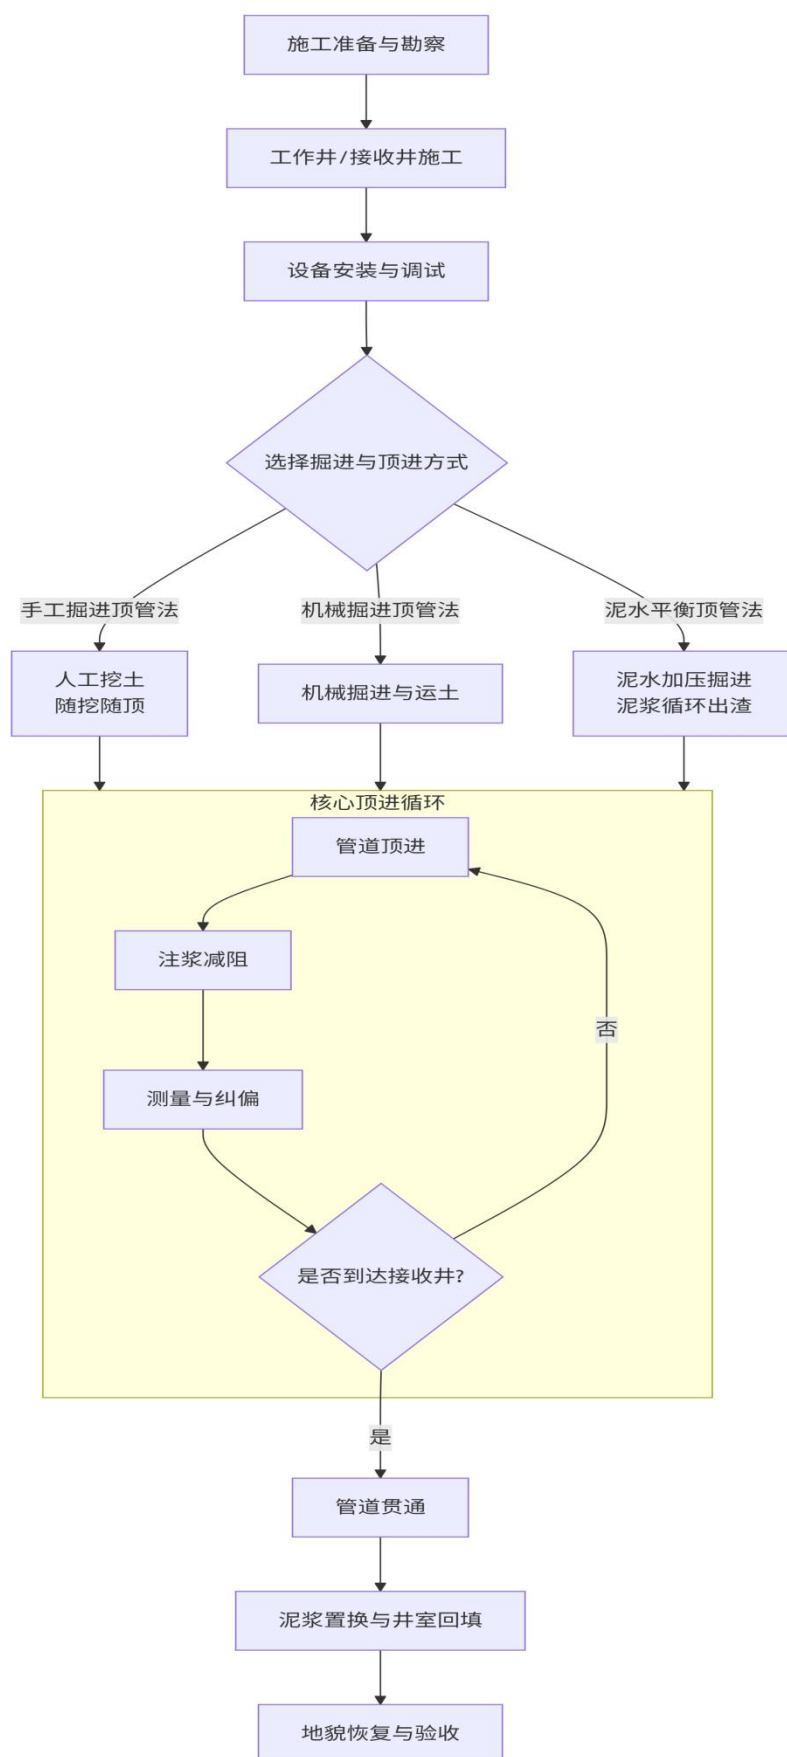 施工准备与勘察
工作井/接收井施工
设备安装与调试
选择掘进与顶进方式
手工掘进顶管法
机械掘进顶管法
泥水平衡顶管法
人工挖土
随挖随顶
机械掘进与运土
泥水加压掘进
泥浆循环出渣
核心顶进循环
管道顶进
注浆减阻
否
测量与纠偏
是否到达接收井?
是
管道贯通
泥浆置换与井室回填
地貌恢复与验收